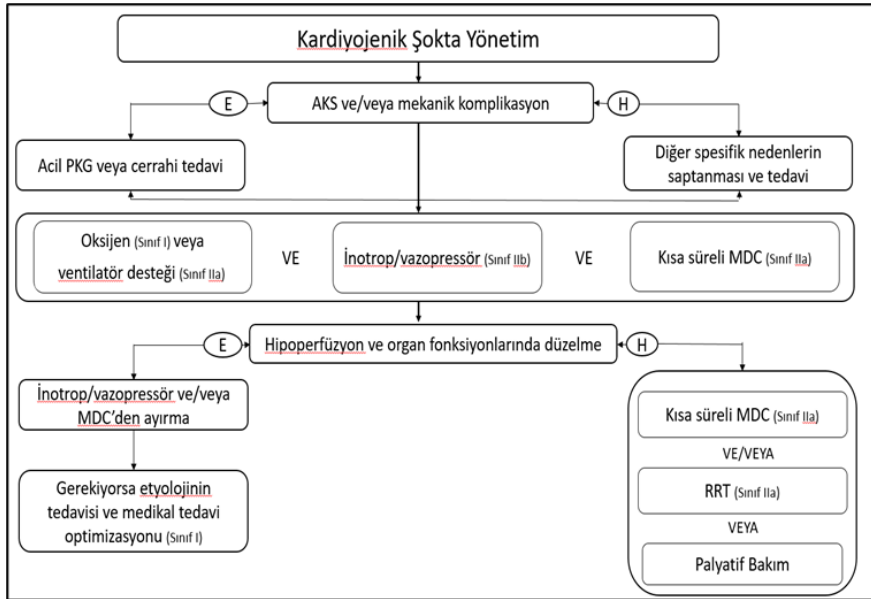 Kardiyojenik Şokta Yönetim
E
AKS ve/veya mekanik komplikasyon
H
Acil PKG veya cerrahi tedavi
Diğer spesifik nedenlerin
saptanması ve tedavi
Oksijen (Sınıf I) veya
ventilatör desteği (Sınıf IIa)
VE
İnotrop/vazopressör (Sınıf IIb)
VE
Kısa süreli MDC (Sınıf IIa)
E
Hipoperfüzyon ve organ fonksiyonlarında düzelme
H
İnotrop/vazopressör ve/veya
MDC’den ayırma
Gerekiyorsa etyolojinin
tedavisi ve medikal tedavi
optimizasyonu (Sınıf I)
Kısa süreli MDC (Sınıf IIa)
VE/VEYA
RRT (Sınıf IIa)
VEYA
Palyatif Bakım